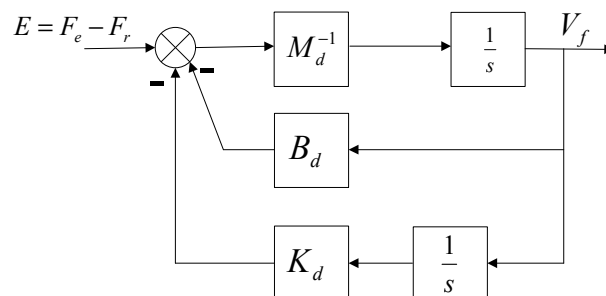 E = F_e − F_r
M_d^{-1}
1/s
V_f
B_d
K_d
1/s